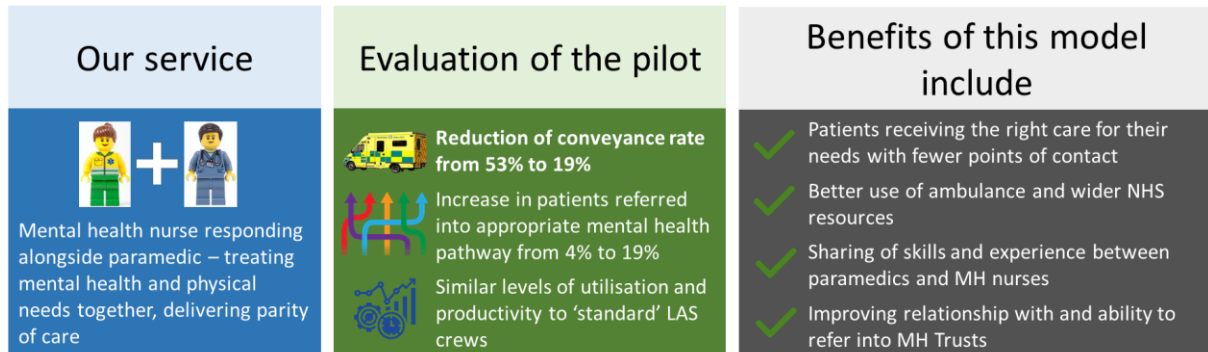 Our service
Mental health nurse responding
alongside paramedic – treating
mental health and physical
needs together, delivering parity
of care
Evaluation of the pilot
Reduction of conveyance rate
from 53% to 19%
Increase in patients referred
into appropriate mental health
pathway from 4% to 19%
Similar levels of utilisation and
productivity to ‘standard’ LAS
crews
Benefits of this model
include
Patients receiving the right care for their
needs with fewer points of contact
Better use of ambulance and wider NHS
resources
Sharing of skills and experience between
paramedics and MH nurses
Improving relationship with and ability to
refer into MH Trusts